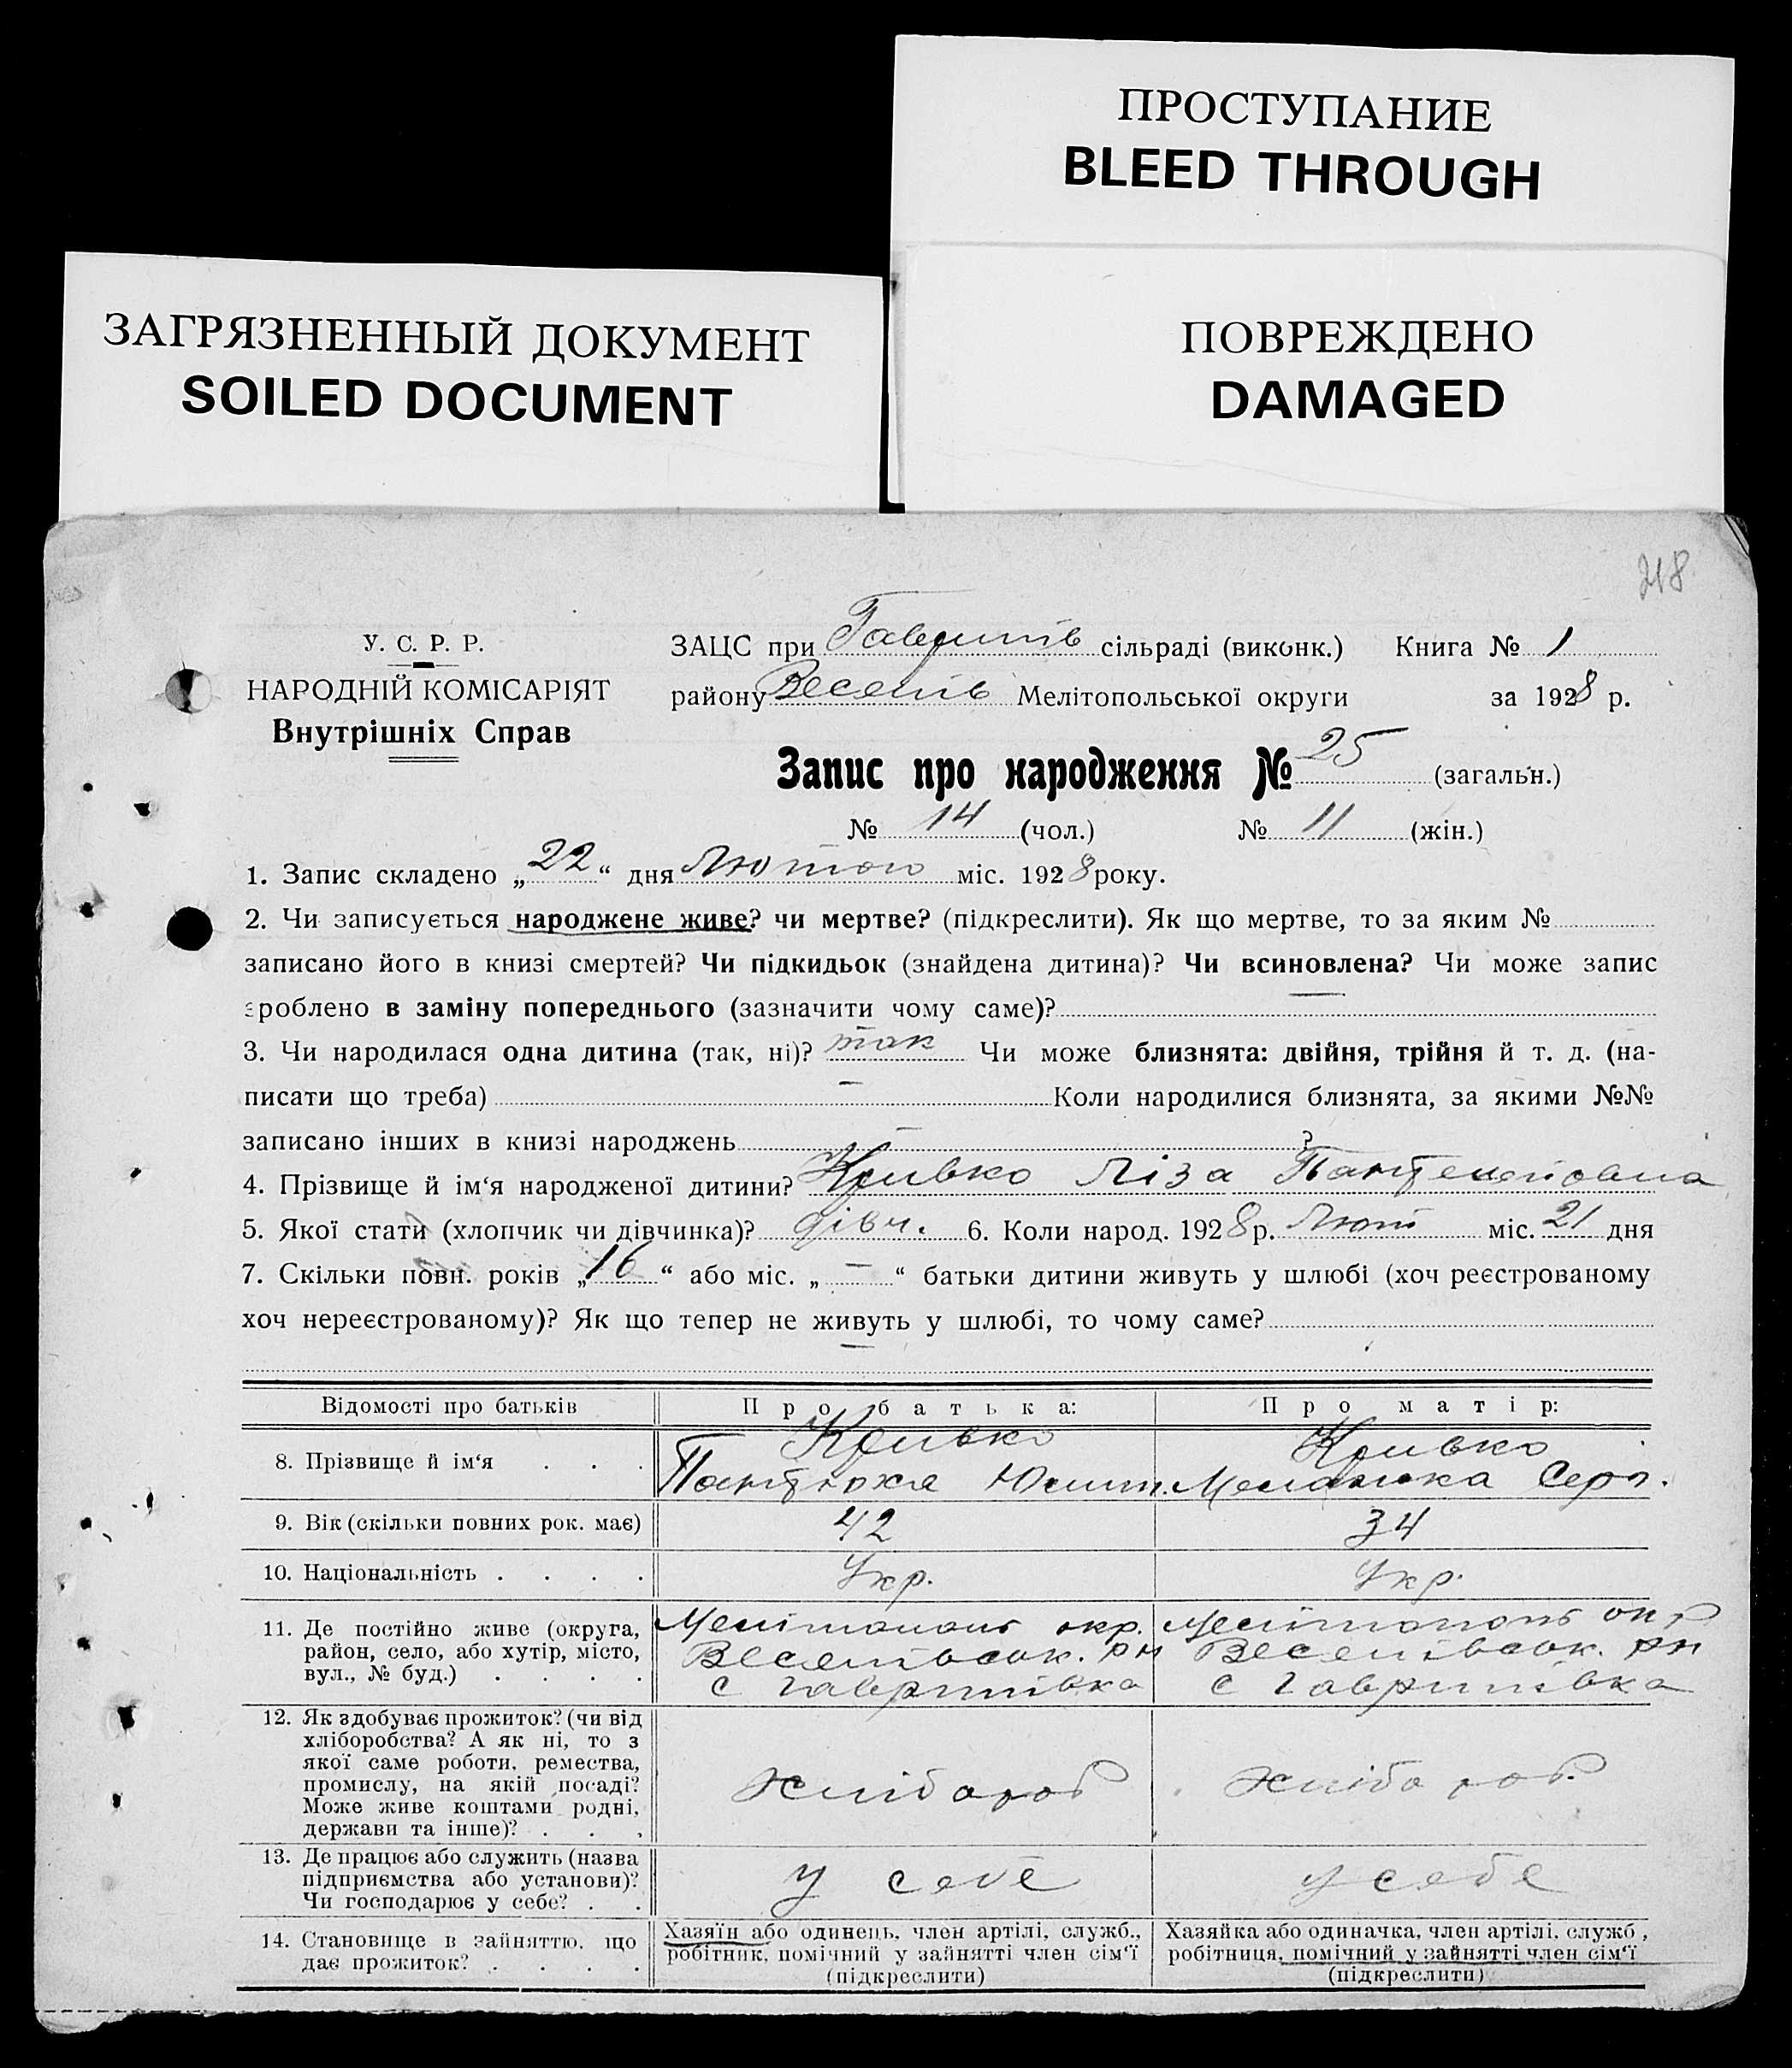 ПРОСТУПАНИЕ
BLEED THROUGH
ЗАГРЯЗНЕННЫЙ ДОКУМЕНТ
SOILED DOCUMENT
ПОВРЕЖДЕНО
DAMAGED
218
У. С. Р. Р.
НАРОДНІЙ КОМІСАРІЯТ
Внутрішніх Справ
ЗАЦС при Гаврилів сільраді (виконк.) Книга № 1
району Веселів Мелітопольської округи за 1928 р.
Запис про народження № 25 (загальн.)
№ 14 (чол.) № 11 (жін.)
1. Запис складено „22“ дня Лютого міс. 1928 року.
2. Чи записується народжене живе? чи мертве? (підкреслити). Як що мертве, то за яким №
записано його в книзі смертей? Чи підкидьок (знайдена дитина)? Чи всиновлена? Чи може запис
зроблено в заміну попереднього (зазначити чому саме)? —
3. Чи народилася одна дитина (так, ні)? так Чи може близнята: двійня, трійня й т. д. (на-
писати що треба) — Коли народилися близнята, за якими №№
записано інших в книзі народжень — ?
4. Прізвище й ім‘я народженої дитини? Кривко Ліза Пантелейовна
5. Якої стати (хлопчик чи дівчинка)? дівч. 6. Коли народ. 1928 р. Лют міс. 21 дня
7. Скільки повн. років „16“ або міс. „—“ батьки дитини живуть у шлюбі (хоч реєстрованому
хоч нереєстрованому)? Як що тепер не живуть у шлюбі, то чому саме?
—
Відомості про батьків Про батька: Про матір:
8. Прізвище й ім‘я . . . Кривко Кривко
Меланка
9. Вік (скільки повних рок. має) 42 34
10. Національність . . . . Укр. Укр.
11. Де постійно живе (округа, район, село, або хутір, місто, вул., № буд.) . . . .
Мелітополь окр. Мелітополь окр
Веселівськ. рн Веселівськ. рн
с Гаврилівка с Гаврилівка
12. Як здобуває прожиток? (чи від
хліборобства? А як ні, то з
якої саме роботи, ремества,
промислу, на якій посаді?
Може живе коштами родні,
держави та інше)? . . .
хлібороб хлібороб.
13. Де працює або служить (назва
підприємства або установи)?
Чи господарює у себе? . .
у себе у себе
14. Становище в зайняттю, що
дає прожиток? . . . .
Хазяїн або одинець, член артілі, служб.,
робітник, помічний у зайнятті член сім‘ї
(підкреслити)
Хазяйка або одиначка, член артілі, служб.,
робітниця, помічний у зайнятті член сім‘ї
(підкреслити)